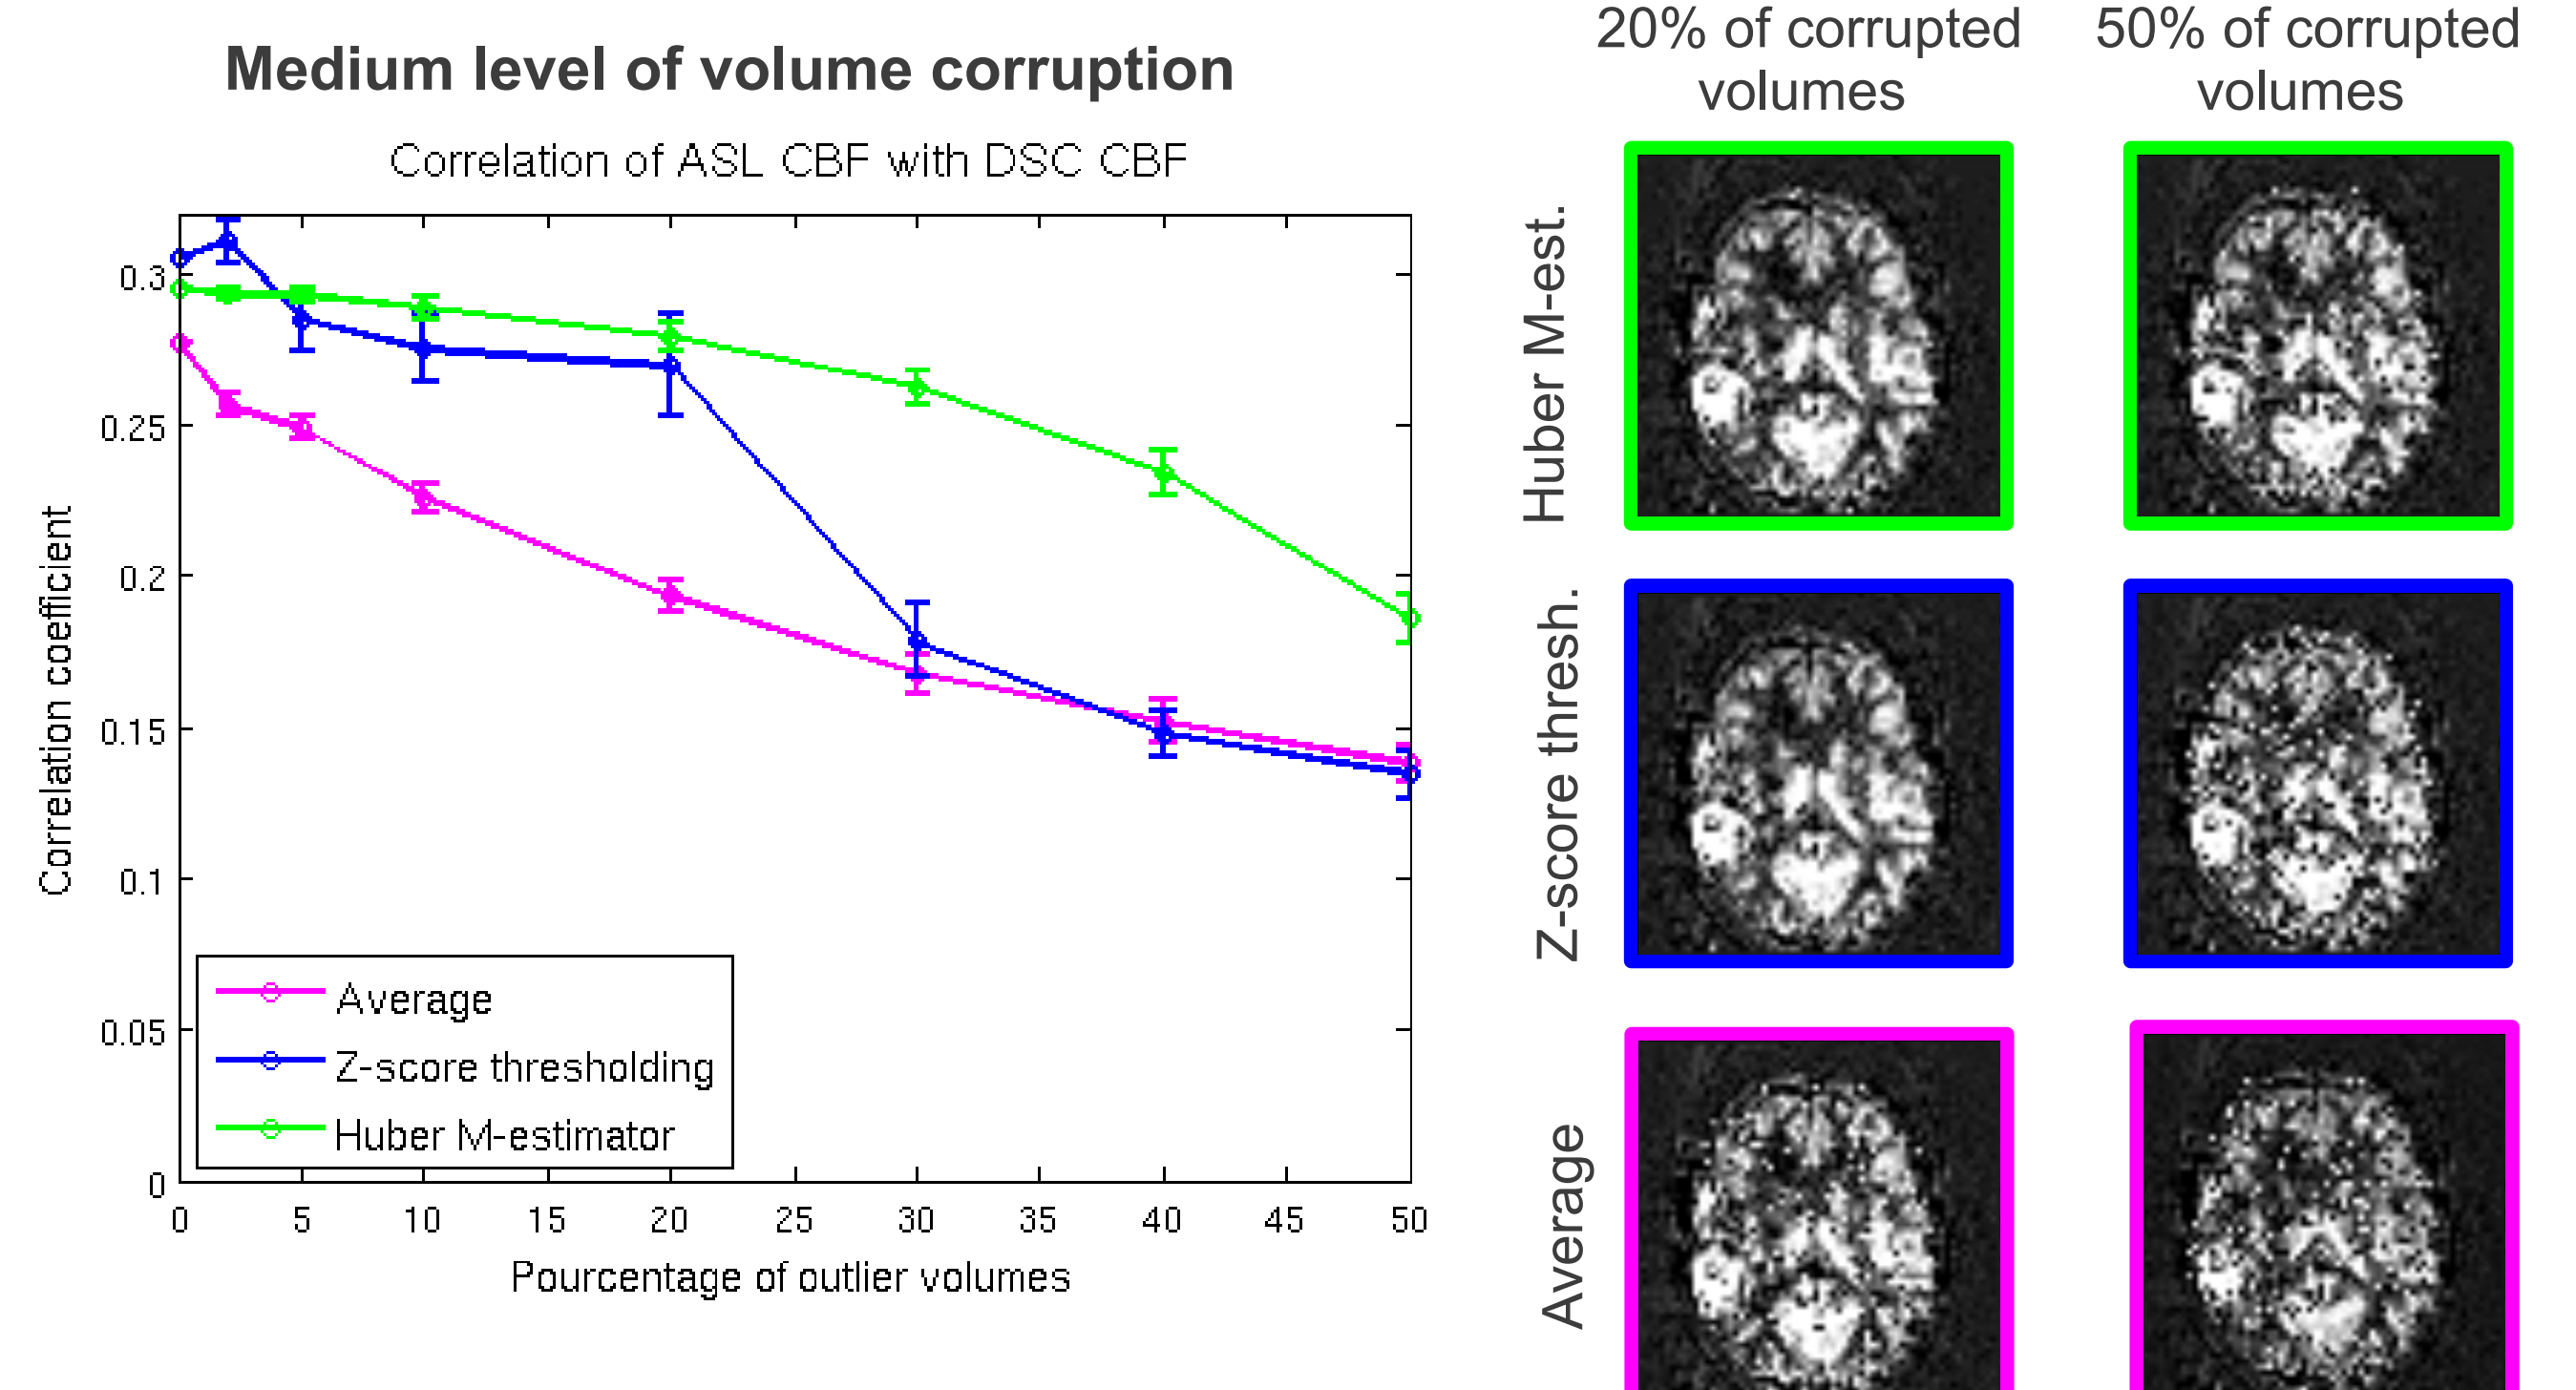 Medium level of volume corruption
Correlation of ASL CBF with DSC CBF
Correlation coefficient
0.3
0.25
0.2
0.15
0.1
0.05
0
0 5 10 15 20 25 30 35 40 45 50
Pourcentage of outlier volumes
Average
Z-score thresholding
Huber M-estimator
20% of corrupted
volumes
50% of corrupted
volumes
Huber M-est.
Z-score thresh.
Average